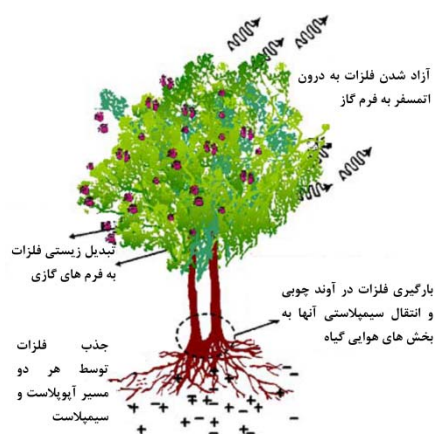 آزاد شدن فلزات به درون
اتمسفر به فرم گاز
تبدیل زیستی فلزات
به فرم های گازی
بارگیری فلزات در آوند چوبی
و انتقال سیمپلاستی آنها به
بخش های هوایی گیاه
جذب فلزات
توسط هر دو
مسیر آپوپلاست و
سیمپلاست